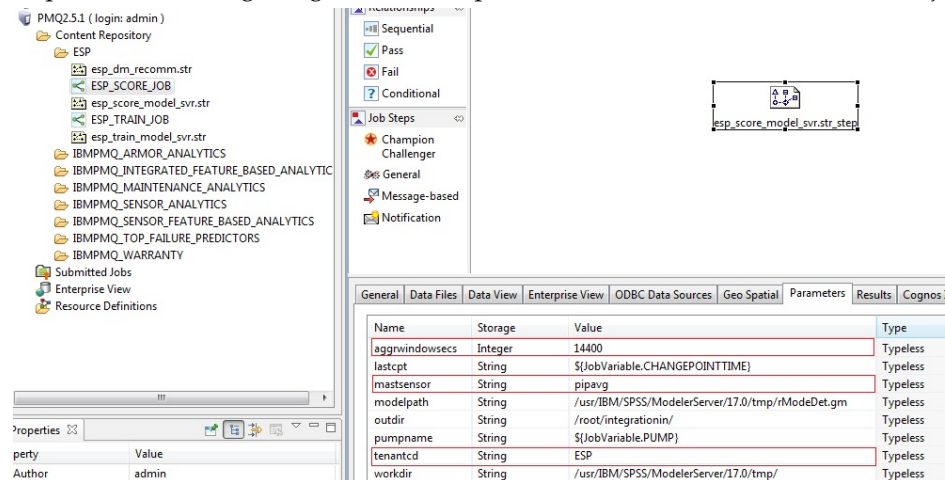 PMQ2.5.1 ( login: admin )
Content Repository
ESP
esp_dm_recomm.str
ESP_SCORE_JOB
esp_score_model_svr.str
ESP_TRAIN_JOB
esp_train_model_svr.str
IBMPMQ_ARMOR_ANALYTICS
IBMPMQ_INTEGRATED_FEATURE_BASED_ANALYTIC
IBMPMQ_MAINTENANCE_ANALYTICS
IBMPMQ_SENSOR_ANALYTICS
IBMPMQ_SENSOR_FEATURE_BASED_ANALYTICS
IBMPMQ_TOP_FAILURE_PREDICTORS
IBMPMQ_WARRANTY
Submitted Jobs
Enterprise View
Resource Definitions
Properties
perty Value
Author admin
Relationships
Sequential
Pass
Fail
Conditional
Job Steps
Champion
Challenger
General
Message-based
Notification
esp_score_model_svr.str_step
General Data Files Data View Enterprise View ODBC Data Sources Geo Spatial Parameters Results Cognos
Name Storage Value Type
aggrwindowsecs Integer 14400 Typeless
lastcpt String ${JobVariable.CHANGEPOINTTIME} Typeless
mastsensor String pipavg Typeless
modelpath String /usr/IBM/SPSS/ModelerServer/17.0/tmp/rModeDet.gm Typeless
outdir String /root/integrationin/ Typeless
pumpname String ${JobVariable.PUMP} Typeless
tenantcd String ESP Typeless
workdir String /usr/IBM/SPSS/ModelerServer/17.0/tmp/ Typeless